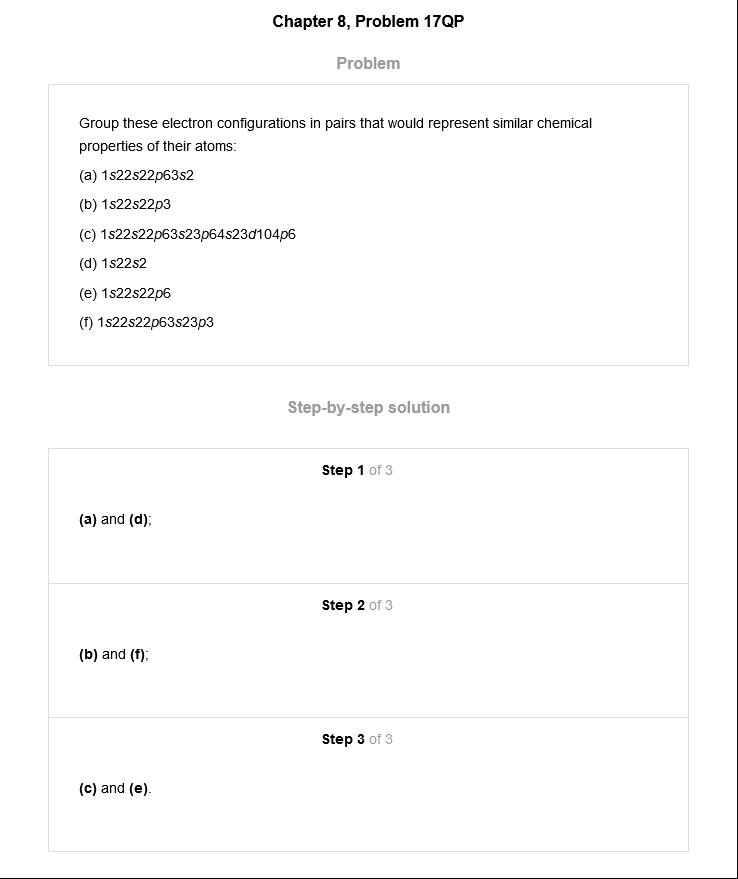 Chapter 8, Problem 17QP
Problem
Group these electron configurations in pairs that would represent similar chemical
properties of their atoms:
(a) 1s22s22p63s2
(b) 1s22s22p3
(c) 1s22s22p63s23p64s23d104p6
(d) 1s22s2
(e) 1s22s22p6
(f) 1s22s22p63s23p3
Step-by-step solution
Step 1 of 3
(a) and (d);
Step 2 of 3
(b) and (f);
Step 3 of 3
(c) and (e).